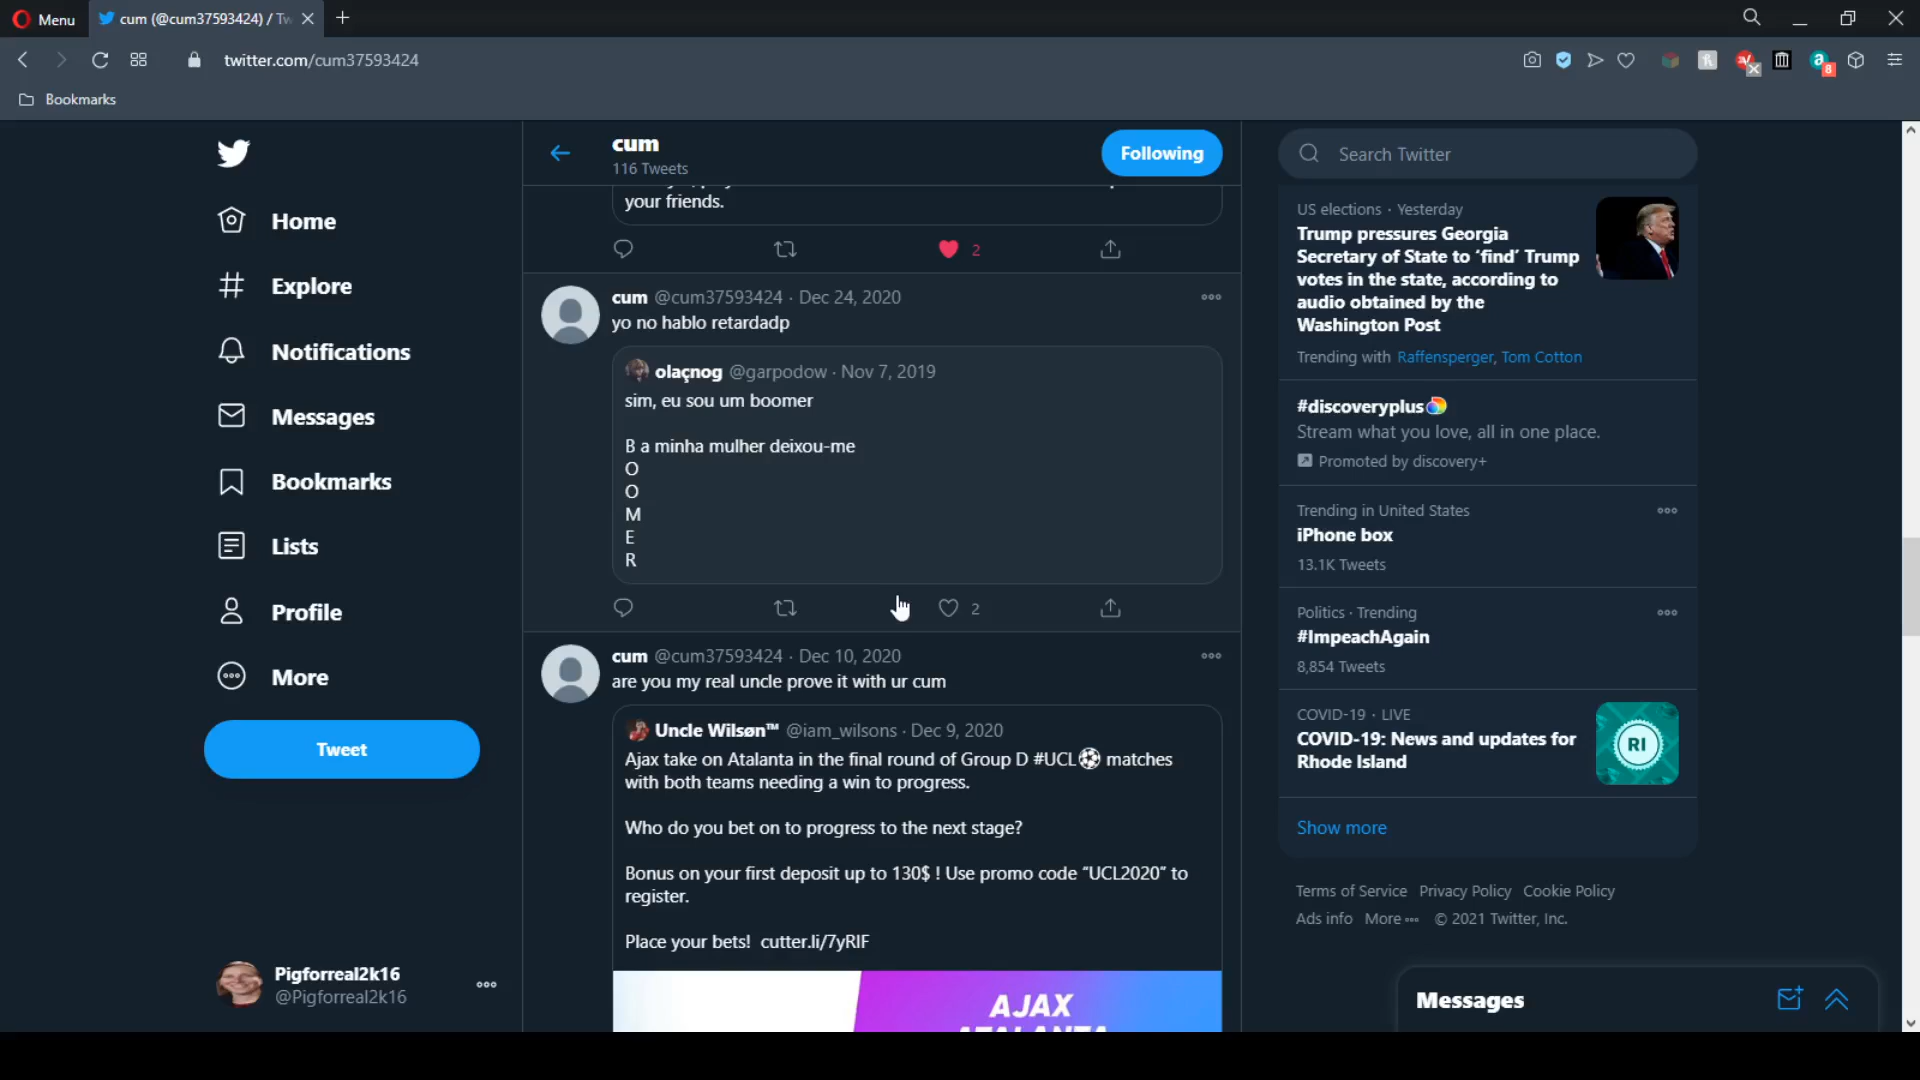 Menu
cum (@cum37593424) / Tw
twitter.com/cum37593424
8
Bookmarks
Home
Explore
Notifications
Messages
Bookmarks
Lists
Profile
More
Tweet
Pigforreal2k16
@Pigforreal2k16
cum
116 Tweets
Following
your friends.
2
cum @cum37593424 · Dec 24, 2020
yo no hablo retardadp
olaçnog @garpodow · Nov 7, 2019
sim, eu sou um boomer
B a minha mulher deixou-me
O
O
M
E
R
2
cum @cum37593424 · Dec 10, 2020
are you my real uncle prove it with ur cum
Uncle Wilsøn™ @iam_wilsons · Dec 9, 2020
Ajax take on Atalanta in the final round of Group D #UCL⚽ matches
with both teams needing a win to progress.
Who do you bet on to progress to the next stage?
Bonus on your first deposit up to 130$ ! Use promo code “UCL2020” to
register.
Place your bets! cutter.li/7yRIF
AJAX
ATALANTA
Search Twitter
US elections · Yesterday
Trump pressures Georgia
Secretary of State to ‘find’ Trump
votes in the state, according to
audio obtained by the
Washington Post
Trending with Raffensperger, Tom Cotton
#discoveryplus
Stream what you love, all in one place.
Promoted by discovery+
Trending in United States
iPhone box
13.1K Tweets
Politics · Trending
#ImpeachAgain
8,854 Tweets
COVID-19 · LIVE
COVID-19: News and updates for
Rhode Island
RI
Show more
Terms of Service Privacy Policy Cookie Policy
Ads info More ··· © 2021 Twitter, Inc.
Messages